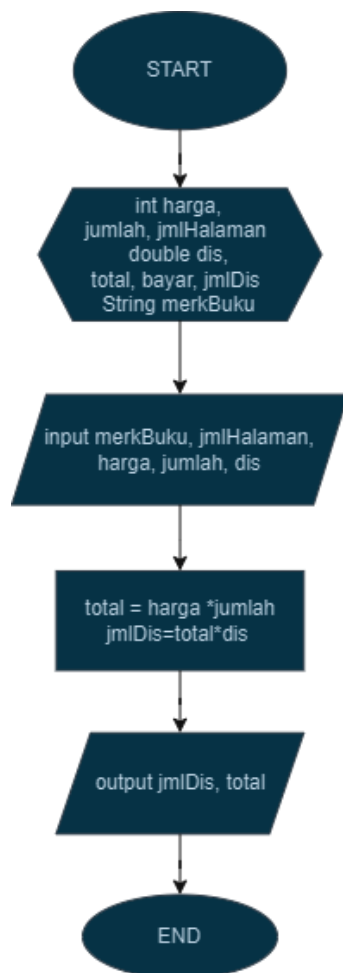 START
int harga,
jumlah, jmlHalaman
double dis,
total, bayar, jmlDis
String merkBuku
input merkBuku, jmlHalaman,
harga, jumlah, dis
total = harga *jumlah
jmlDis=total*dis
output jmlDis, total
END